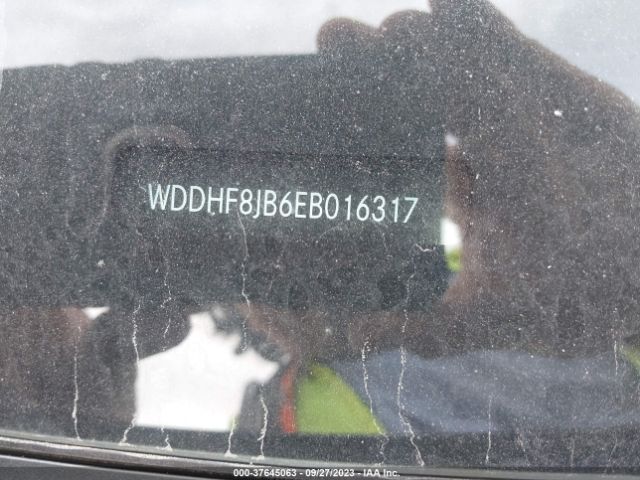 WDDHF8JB6EB016317
000-37645063 - 09/27/2023 - IAA Inc.